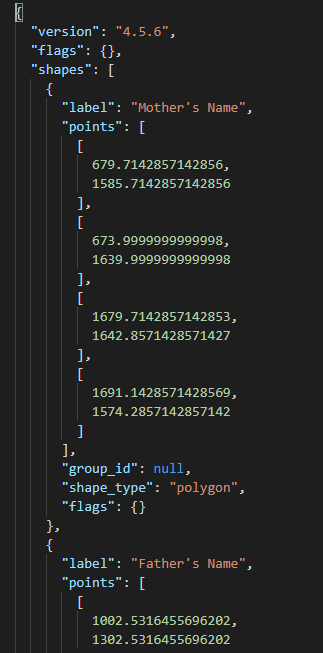 {
"version": "4.5.6",
"flags": {},
"shapes": [
{
"label": "Mother's Name",
"points": [
[
679.7142857142856,
1585.7142857142856
],
[
673.9999999999998,
1639.9999999999998
],
[
1679.7142857142853,
1642.8571428571427
],
[
1691.1428571428569,
1574.2857142857142
]
],
"group_id": null,
"shape_type": "polygon",
"flags": {}
},
{
"label": "Father's Name",
"points": [
[
1002.5316455696202,
1302.5316455696202